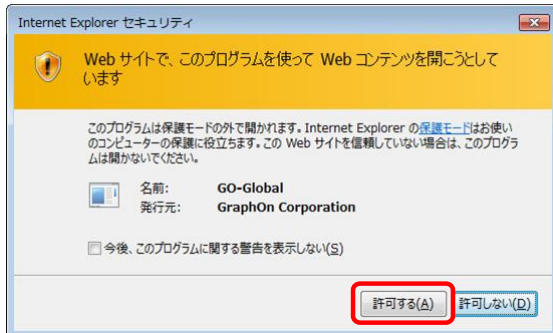 Internet Explorer セキュリティ
Web サイトで、このプログラムを使って Web コンテンツを開こうとして
います
このプログラムは保護モードの外で開かれます。Internet Explorer の保護モードはお使い
のコンピューターの保護に役立ちます。この Web サイトを信頼していない場合は、このプログラ
ムは開かないでください。
名前: GO-Global
発行元: GraphOn Corporation
今後、このプログラムに関する警告を表示しない(S)
許可する(A) 許可しない(D)